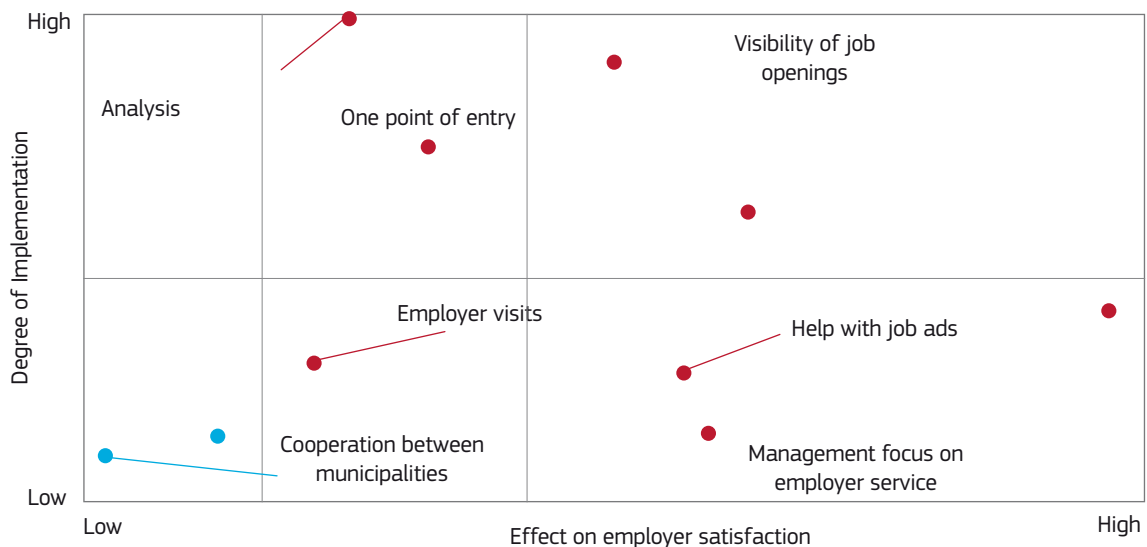 High
Visibility of job
openings
Analysis
One point of entry
Degree of Implementation
Employer visits
Help with job ads
Cooperation between
municipalities
Management focus on
employer service
Low
Low
Effect on employer satisfaction
High